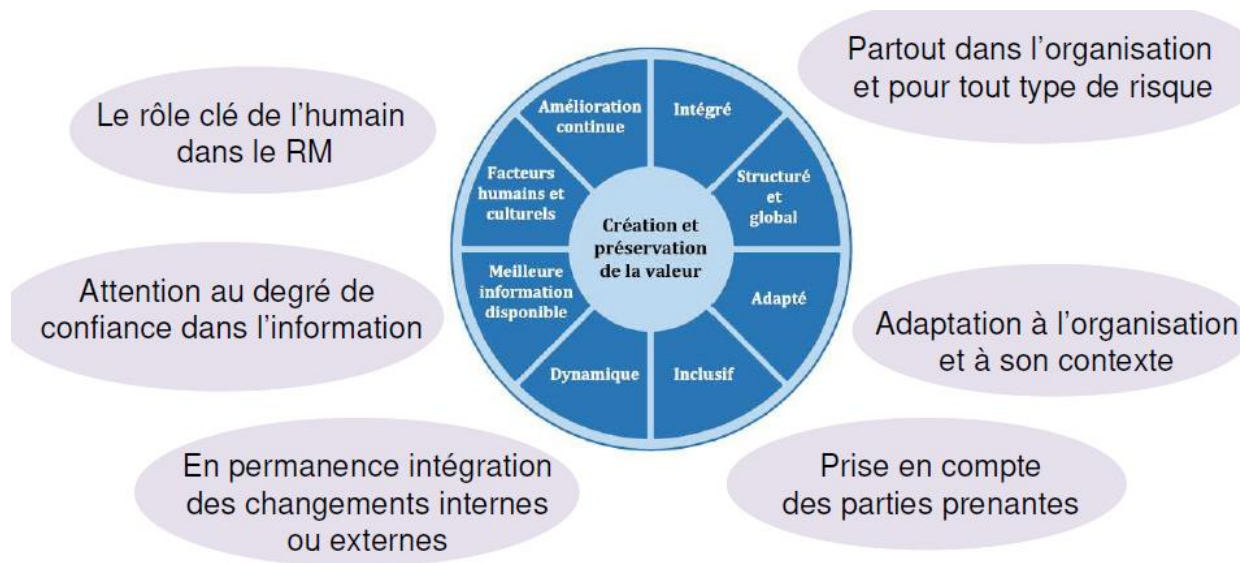 Partout dans l'organisation
et pour tout type de risque
Le rôle clé de l'humain
dans le RM
Amélioration
continue
Intégré
Facteurs
humains et
culturels
Structuré
et
global
Création et
préservation
de la valeur
Meilleure
information
disponible
Adapté
Dynamique
Inclusif
Attention au degré de
confiance dans l'information
Adaptation à l'organisation
et à son contexte
En permanence intégration
des changements internes
ou externes
Prise en compte
des parties prenantes